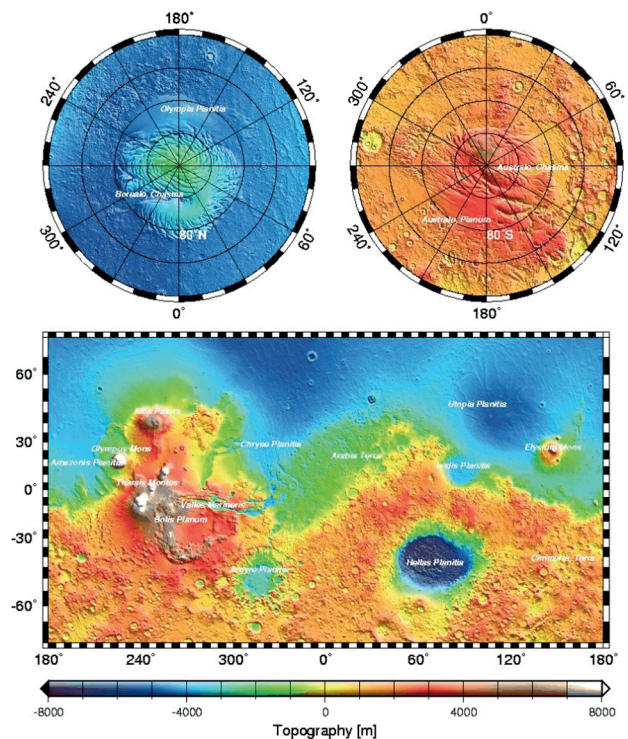 180°
240°
120°
Olympia Planitia
Borealo, Chasma
80°N
300°
60°
0°
0°
300°
60°
Australo, Chasma
Australo, Planum
80°S
240°
120°
180°
60°
30°
0°
-30°
-60°
Alba Patera
Utopia Planitia
Olympus Mons
Chryse Planitia
Elysium Mons
Arabia Terra
Amazonis Planitia
Isidis Planitia
Tharsis Montes
Valles Marineris
Solis Planum
Argyre Planitia
Hellas Planitia
Cimmeria, Terra
180° 240° 300° 0° 60° 120° 180°
-8000 -4000 0 4000 8000
Topography [m]